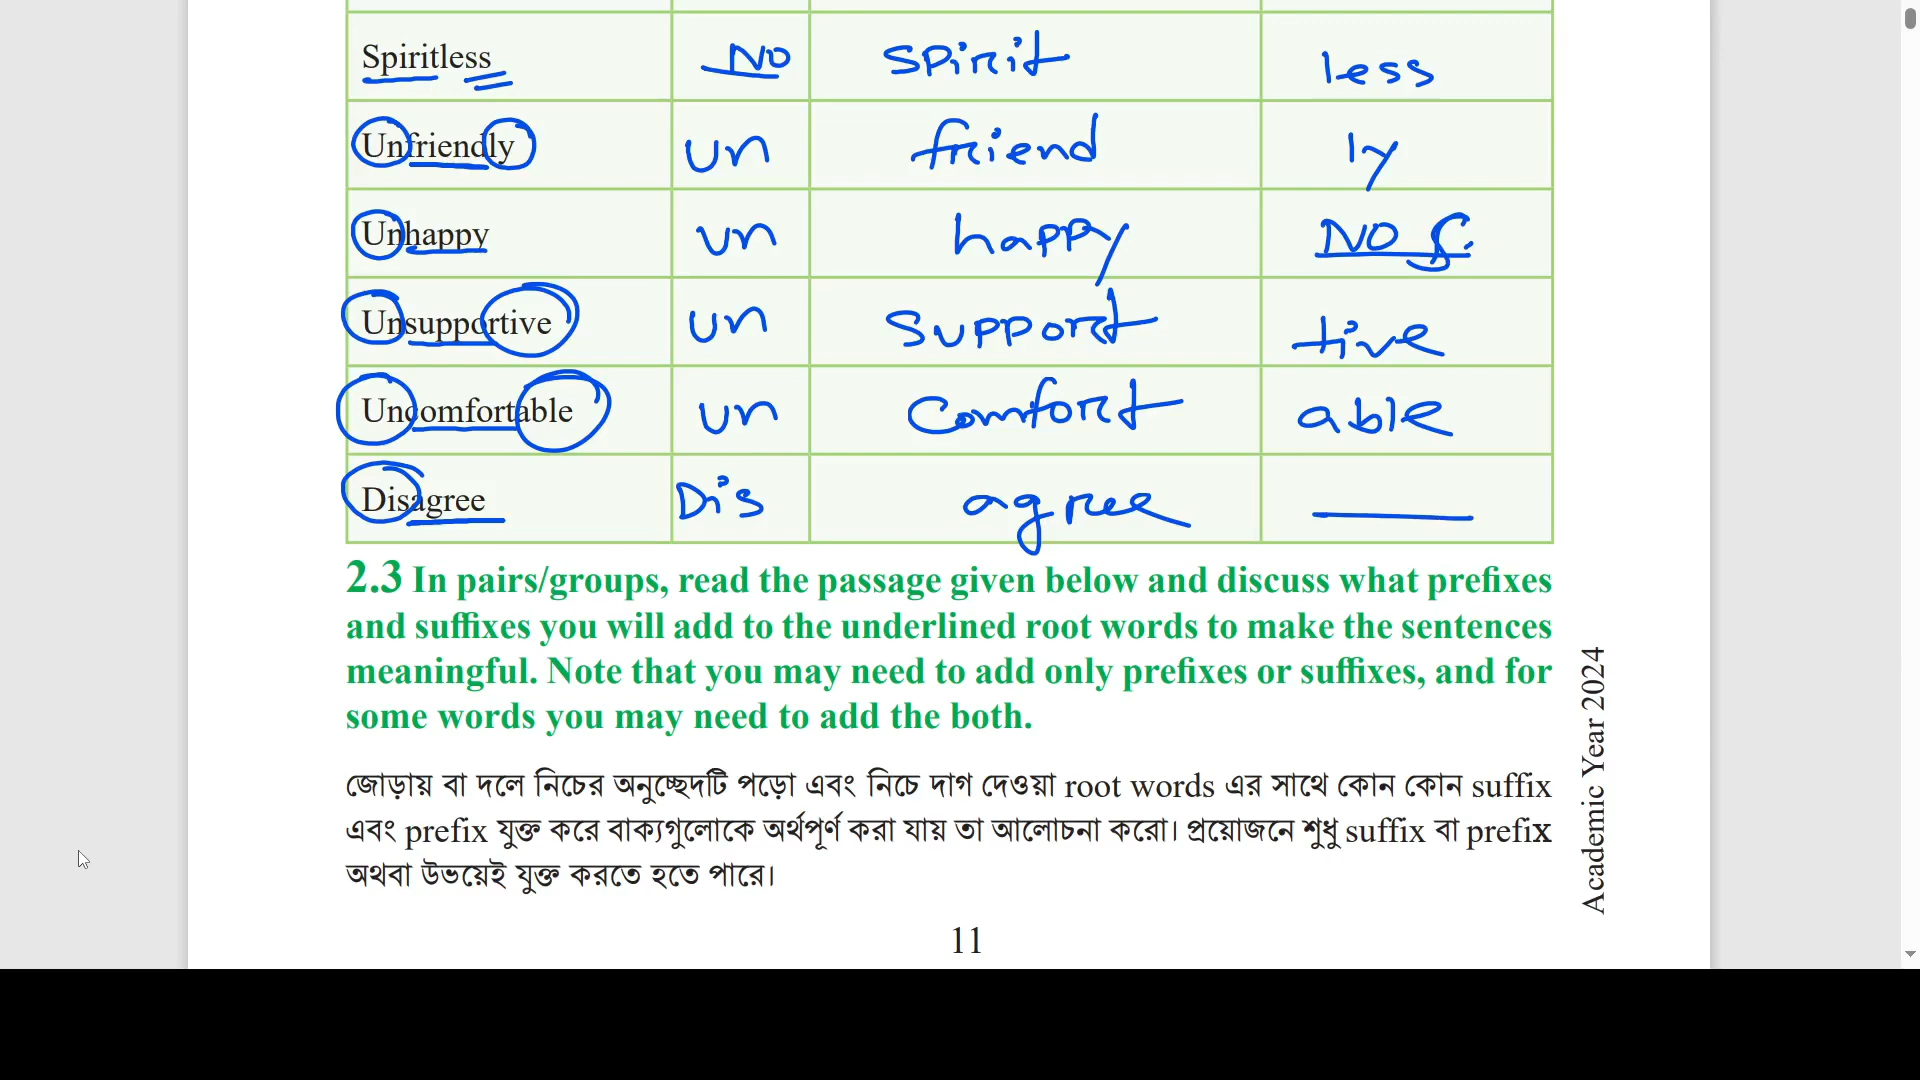 Spiritless NO Spirit less
Unfriendly un friend ly
Unhappy un happy NO S.
Unsupportive un Support tive
Uncomfortable un Comfort able
Disagree Dis agree
2.3 In pairs/groups, read the passage given below and discuss what prefixes
and suffixes you will add to the underlined root words to make the sentences
meaningful. Note that you may need to add only prefixes or suffixes, and for
some words you may need to add the both.
জোড়ায় বা দলে নিচের অনুচ্ছেদটি পড়ো এবং নিচে দাগ দেওয়া root words এর সাথে কোন কোন suffix
এবং prefix যুক্ত করে বাক্যগুলোকে অর্থপূর্ণ করা যায় তা আলোচনা করো। প্রয়োজনে শুধু suffix বা prefix
অথবা উভয়েই যুক্ত করতে হতে পারে।
11
Academic Year 2024